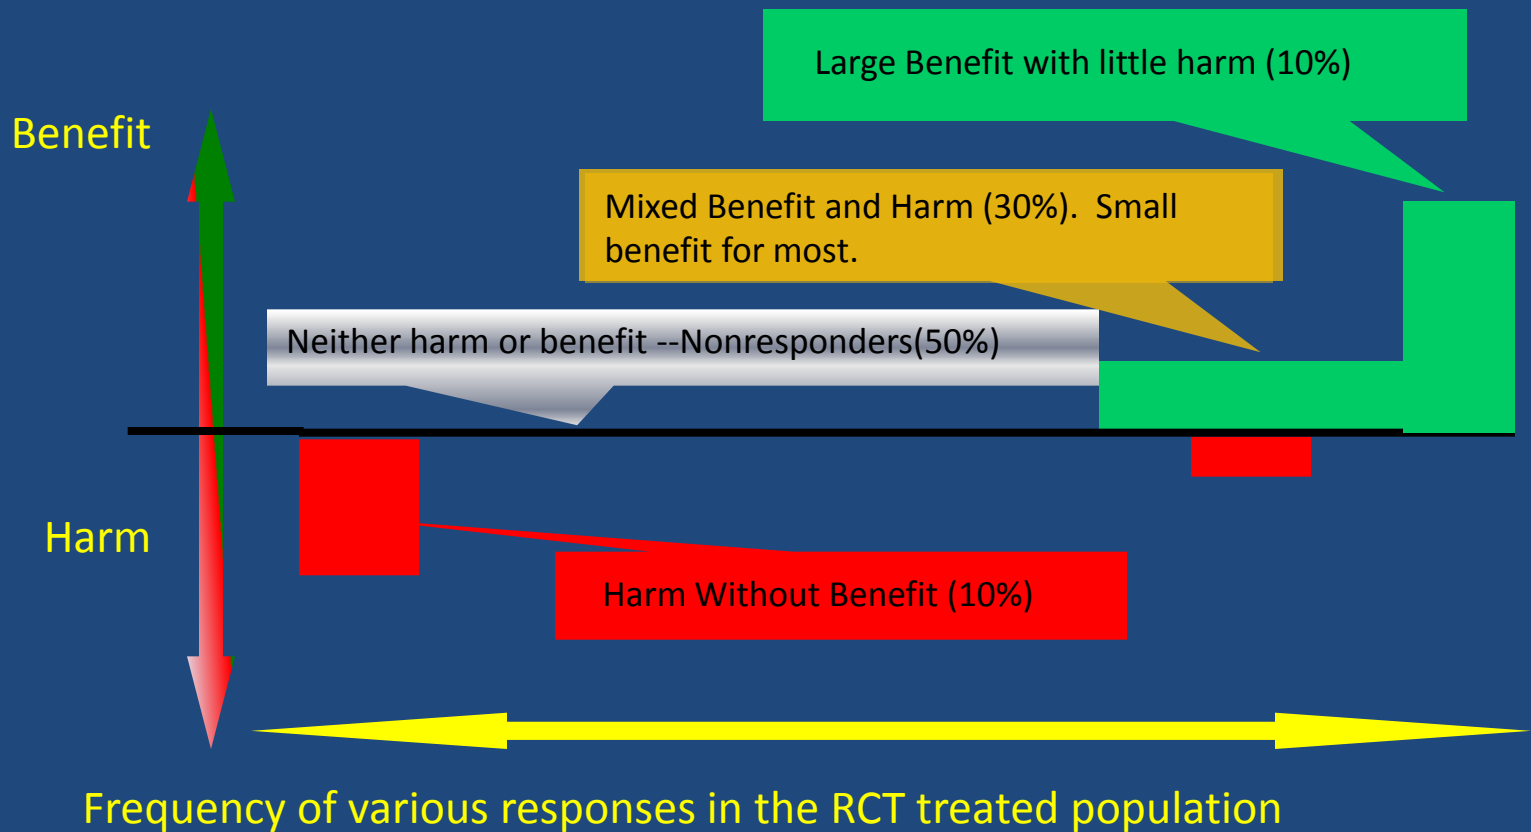 Large Benefit with little harm (10%)
Benefit
Mixed Benefit and Harm (30%).  Small
benefit for most.
Neither harm or benefit --Nonresponders(50%)
Harm
Harm Without Benefit (10%)
Frequency of various responses in the RCT treated population